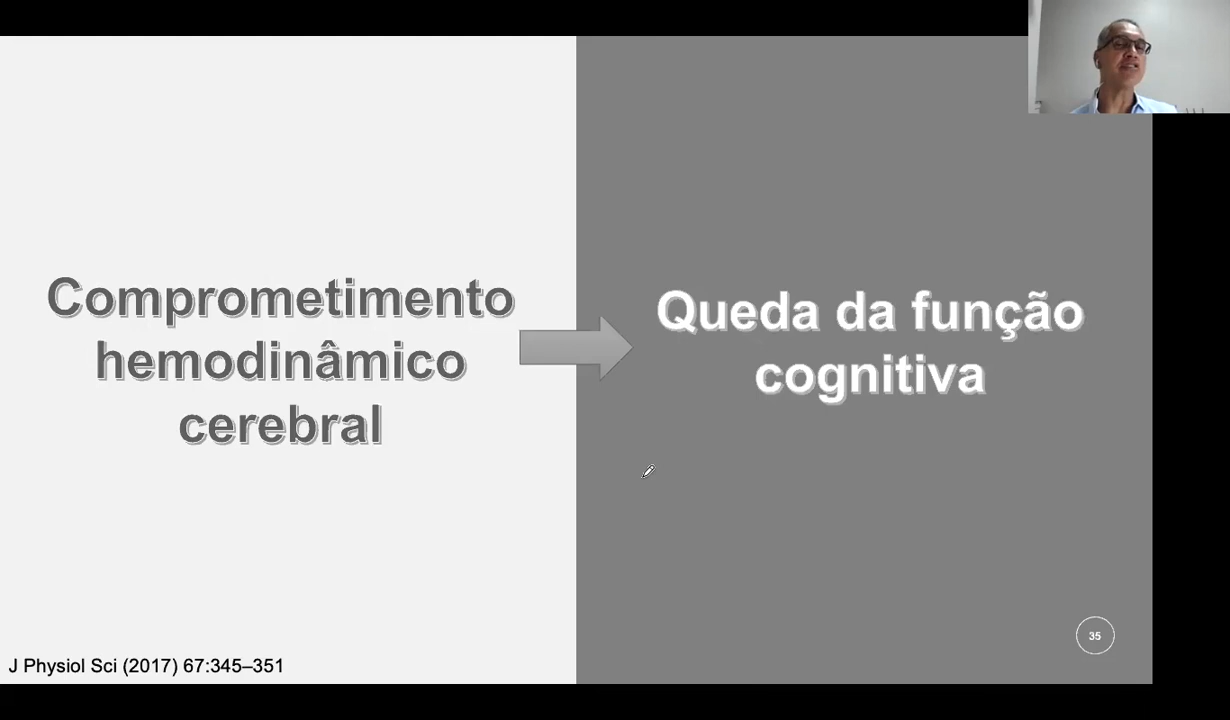 Comprometimento
hemodinâmico
cerebral
Queda da função
cognitiva
35
J Physiol Sci (2017) 67:345–351